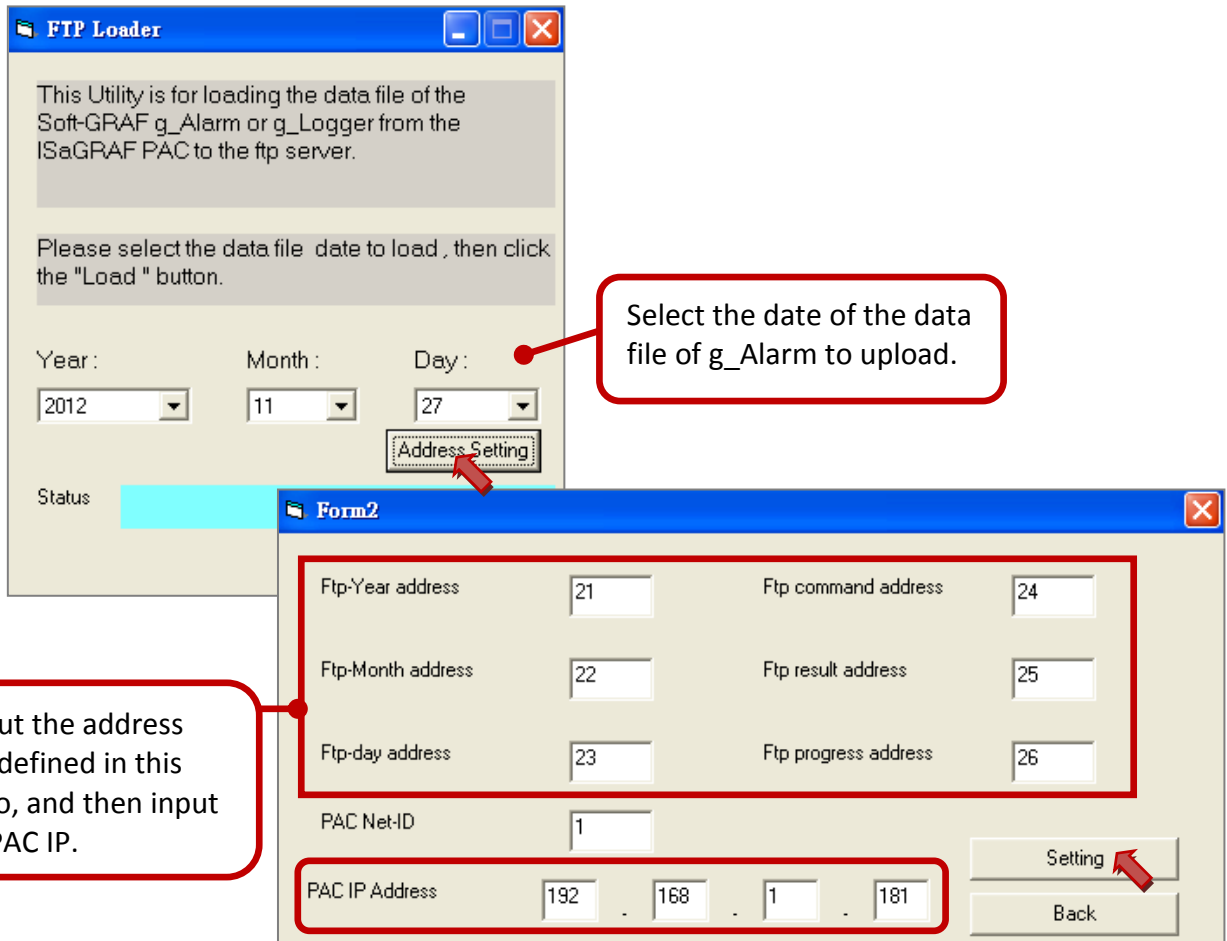 FTP Loader
This Utility is for loading the data file of the
Soft-GRAF g_Alarm or g_Logger from the
ISaGRAF PAC to the ftp server.
Please select the data file  date to load , then click
the "Load " button.
Select the date of the data
file of g_Alarm to upload.
Year :
Month :
Day :
2012
11
27
Address Setting
Status
Form2
Ftp-Year address
21
Ftp command address
24
Ftp-Month address
22
Ftp result address
25
Ftp-day address
23
Ftp progress address
26
the address
defined in this
, and then input
PAC IP.
PAC Net-ID
1
Setting
PAC IP Address
192 . 168 . 1 . 181
Back